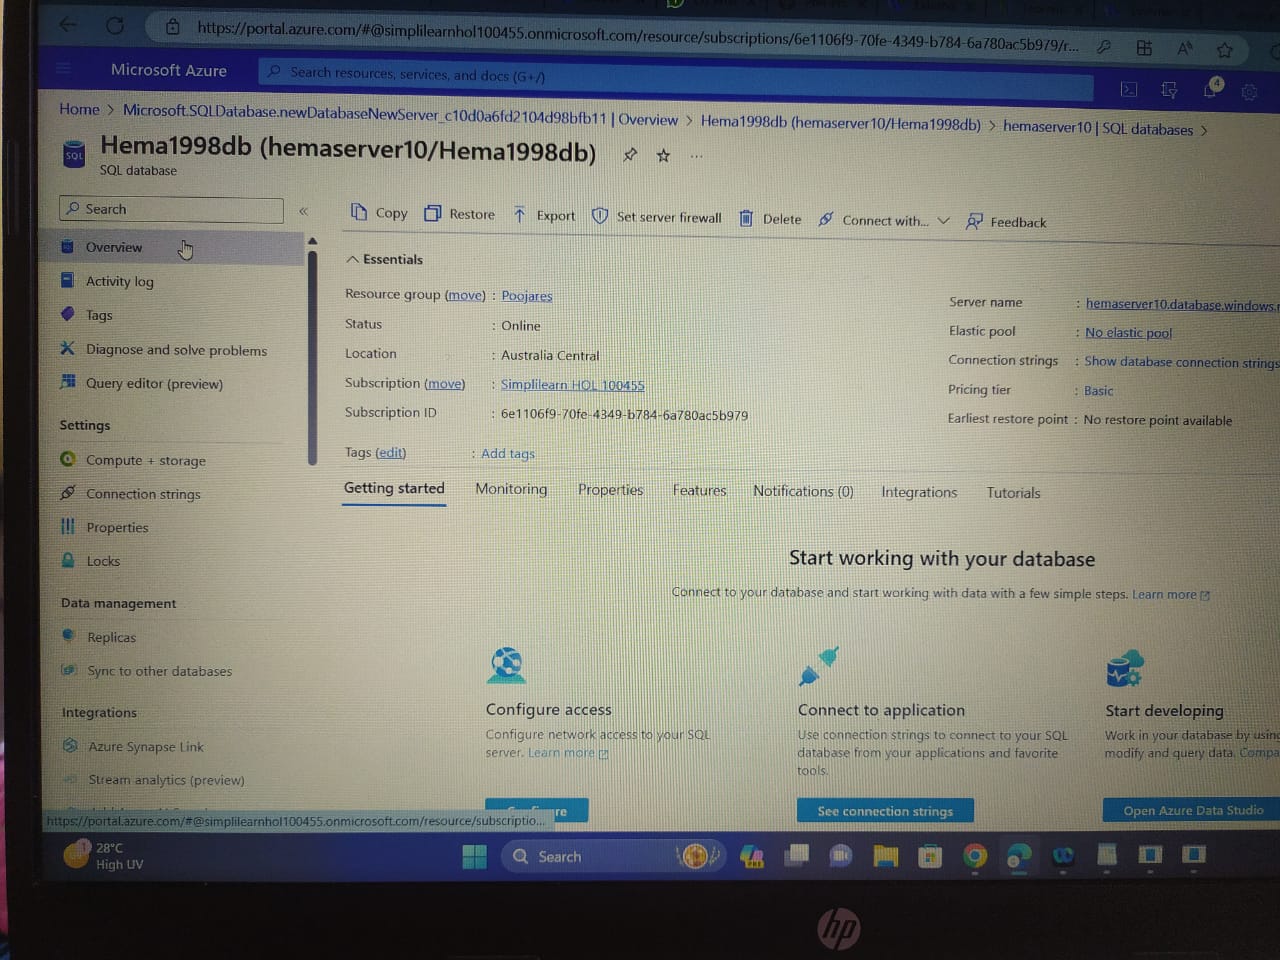 https://portal.azure.com/#@simplilearnhol100455.onmicrosoft.com/resource/subscriptions/6e1106f9-70fe-4349-b784-6a780ac5b979/r...
Microsoft Azure
Search resources, services, and docs (G+/)
4
Home > Microsoft.SQLDatabase.newDatabaseNewServer_c10d0a6fd2104d98bfb11 | Overview > Hema1998db (hemaserver10/Hema1998db) > hemaserver10 | SQL databases >
SQL
Hema1998db (hemaserver10/Hema1998db)
SQL database
Search
Copy Restore Export Set server firewall Delete Connect with... Feedback
Overview
Activity log
Tags
Diagnose and solve problems
Query editor (preview)
Settings
Compute + storage
Connection strings
Properties
Locks
Data management
Replicas
Sync to other databases
Integrations
Azure Synapse Link
Stream analytics (preview)
Essentials
Resource group (move) : Poojares
Status : Online
Location : Australia Central
Subscription (move) : Simplilearn HOL 100455
Subscription ID : 6e1106f9-70fe-4349-b784-6a780ac5b979
Tags (edit) : Add tags
Server name : hemaserver10.database.windows.
Elastic pool : No elastic pool
Connection strings : Show database connection strings
Pricing tier : Basic
Earliest restore point : No restore point available
Getting started Monitoring Properties Features Notifications (0) Integrations Tutorials
Start working with your database
Connect to your database and start working with data with a few simple steps. Learn more
Configure access
Configure network access to your SQL
server. Learn more
Connect to application
Use connection strings to connect to your SQL
database from your applications and favorite
tools.
See connection strings
Start developing
Work in your database by using
modify and query data.
Open Azure Data Studio
https://portal.azure.com/#@simplilearnhol100455.onmicrosoft.com/resource/subscriptio...
1
28°C
High UV
Search
hp